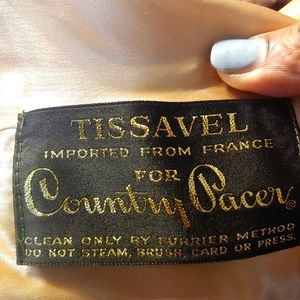 TISSAVEL
IMPORTED FROM FRANCE
FOR
Country Pacer®
CLEAN ONLY BY FURRIER METHOD
DO NOT STEAM, BRUSH, CARD OR PRESS.